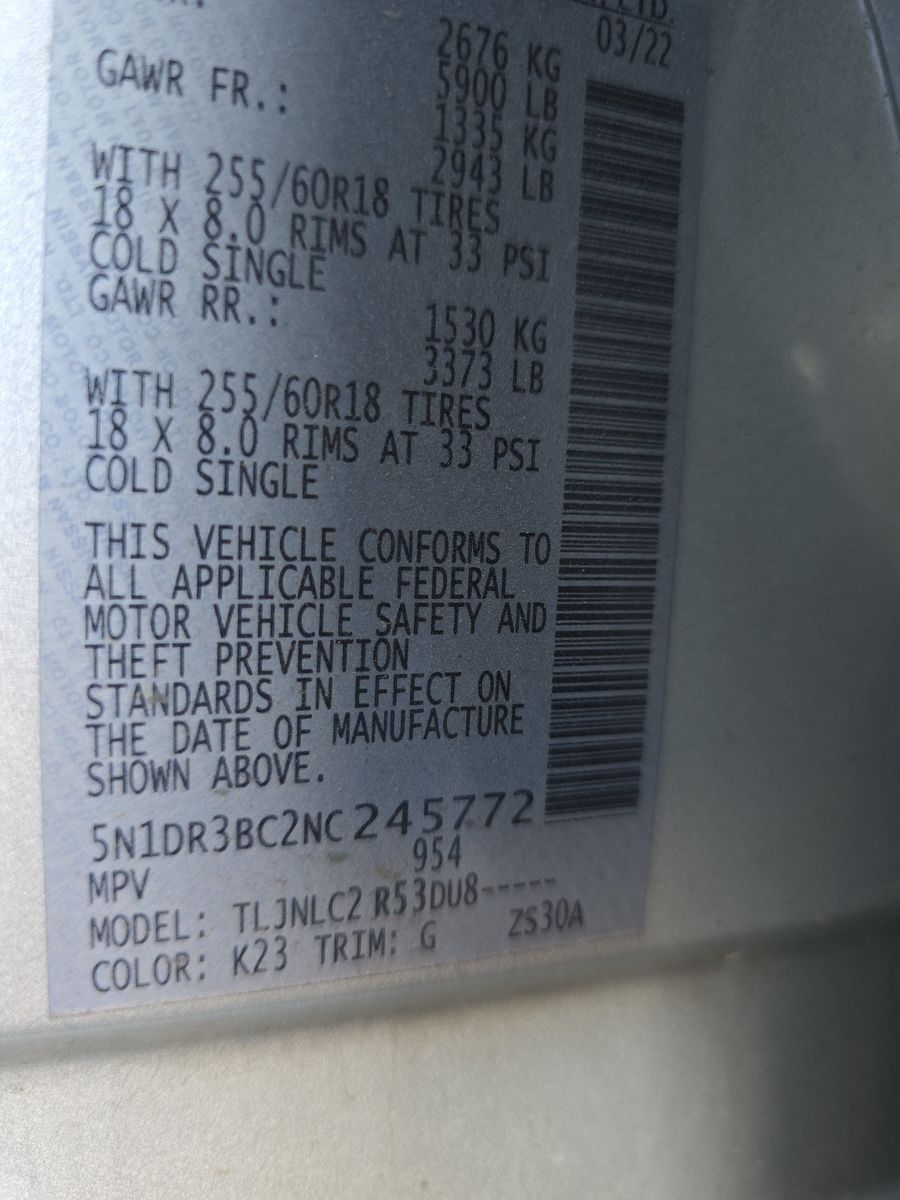 LTD.
03/22
2676 KG
5900 LB
GAWR FR.:
1335 KG
2943 LB
WITH 255/60R18 TIRES
18 X 8.0 RIMS AT 33 PSI
COLD SINGLE
GAWR RR.:
1530 KG
3373 LB
WITH 255/60R18 TIRES
18 X 8.0 RIMS AT 33 PSI
COLD SINGLE
THIS VEHICLE CONFORMS TO
ALL APPLICABLE FEDERAL
MOTOR VEHICLE SAFETY AND
THEFT PREVENTION
STANDARDS IN EFFECT ON
THE DATE OF MANUFACTURE
SHOWN ABOVE.
5N1DR3BC2NC245772
MPV 954
MODEL: TLJNLC2 R53DU8-----
COLOR: K23 TRIM: G ZS30A